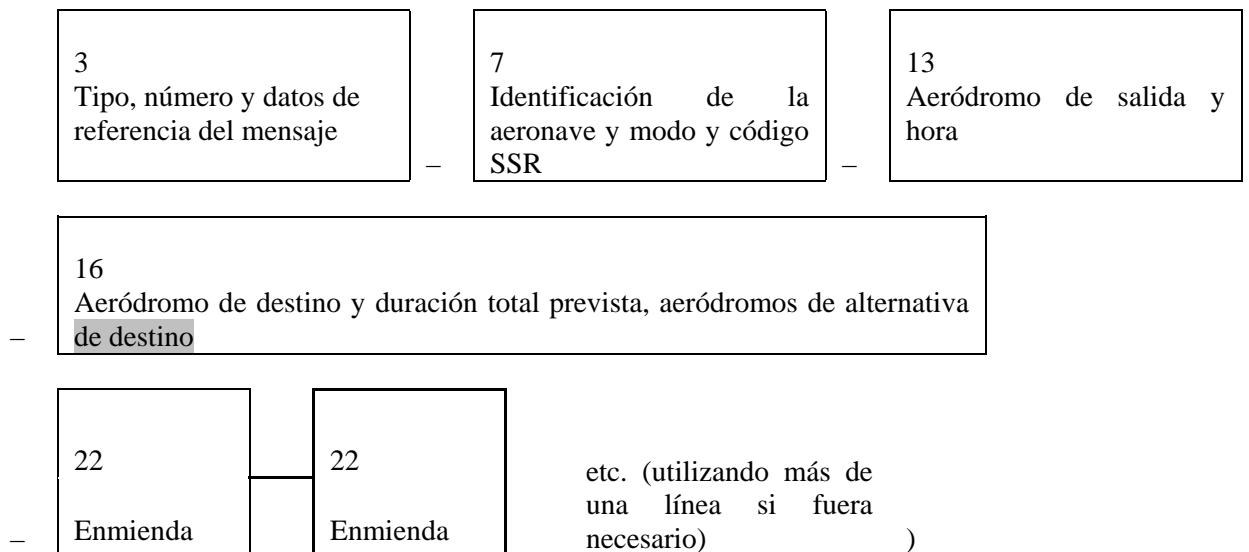 3
Tipo, número y datos de
referencia del mensaje
–
7
Identificación de la
aeronave y modo y código
SSR
–
13
Aeródromo de salida y
hora
–
16
Aeródromo de destino y duración total prevista, aeródromos de alternativa
de destino
–
22
Enmienda
22
Enmienda
etc. (utilizando más de
una línea si fuera
necesario) )